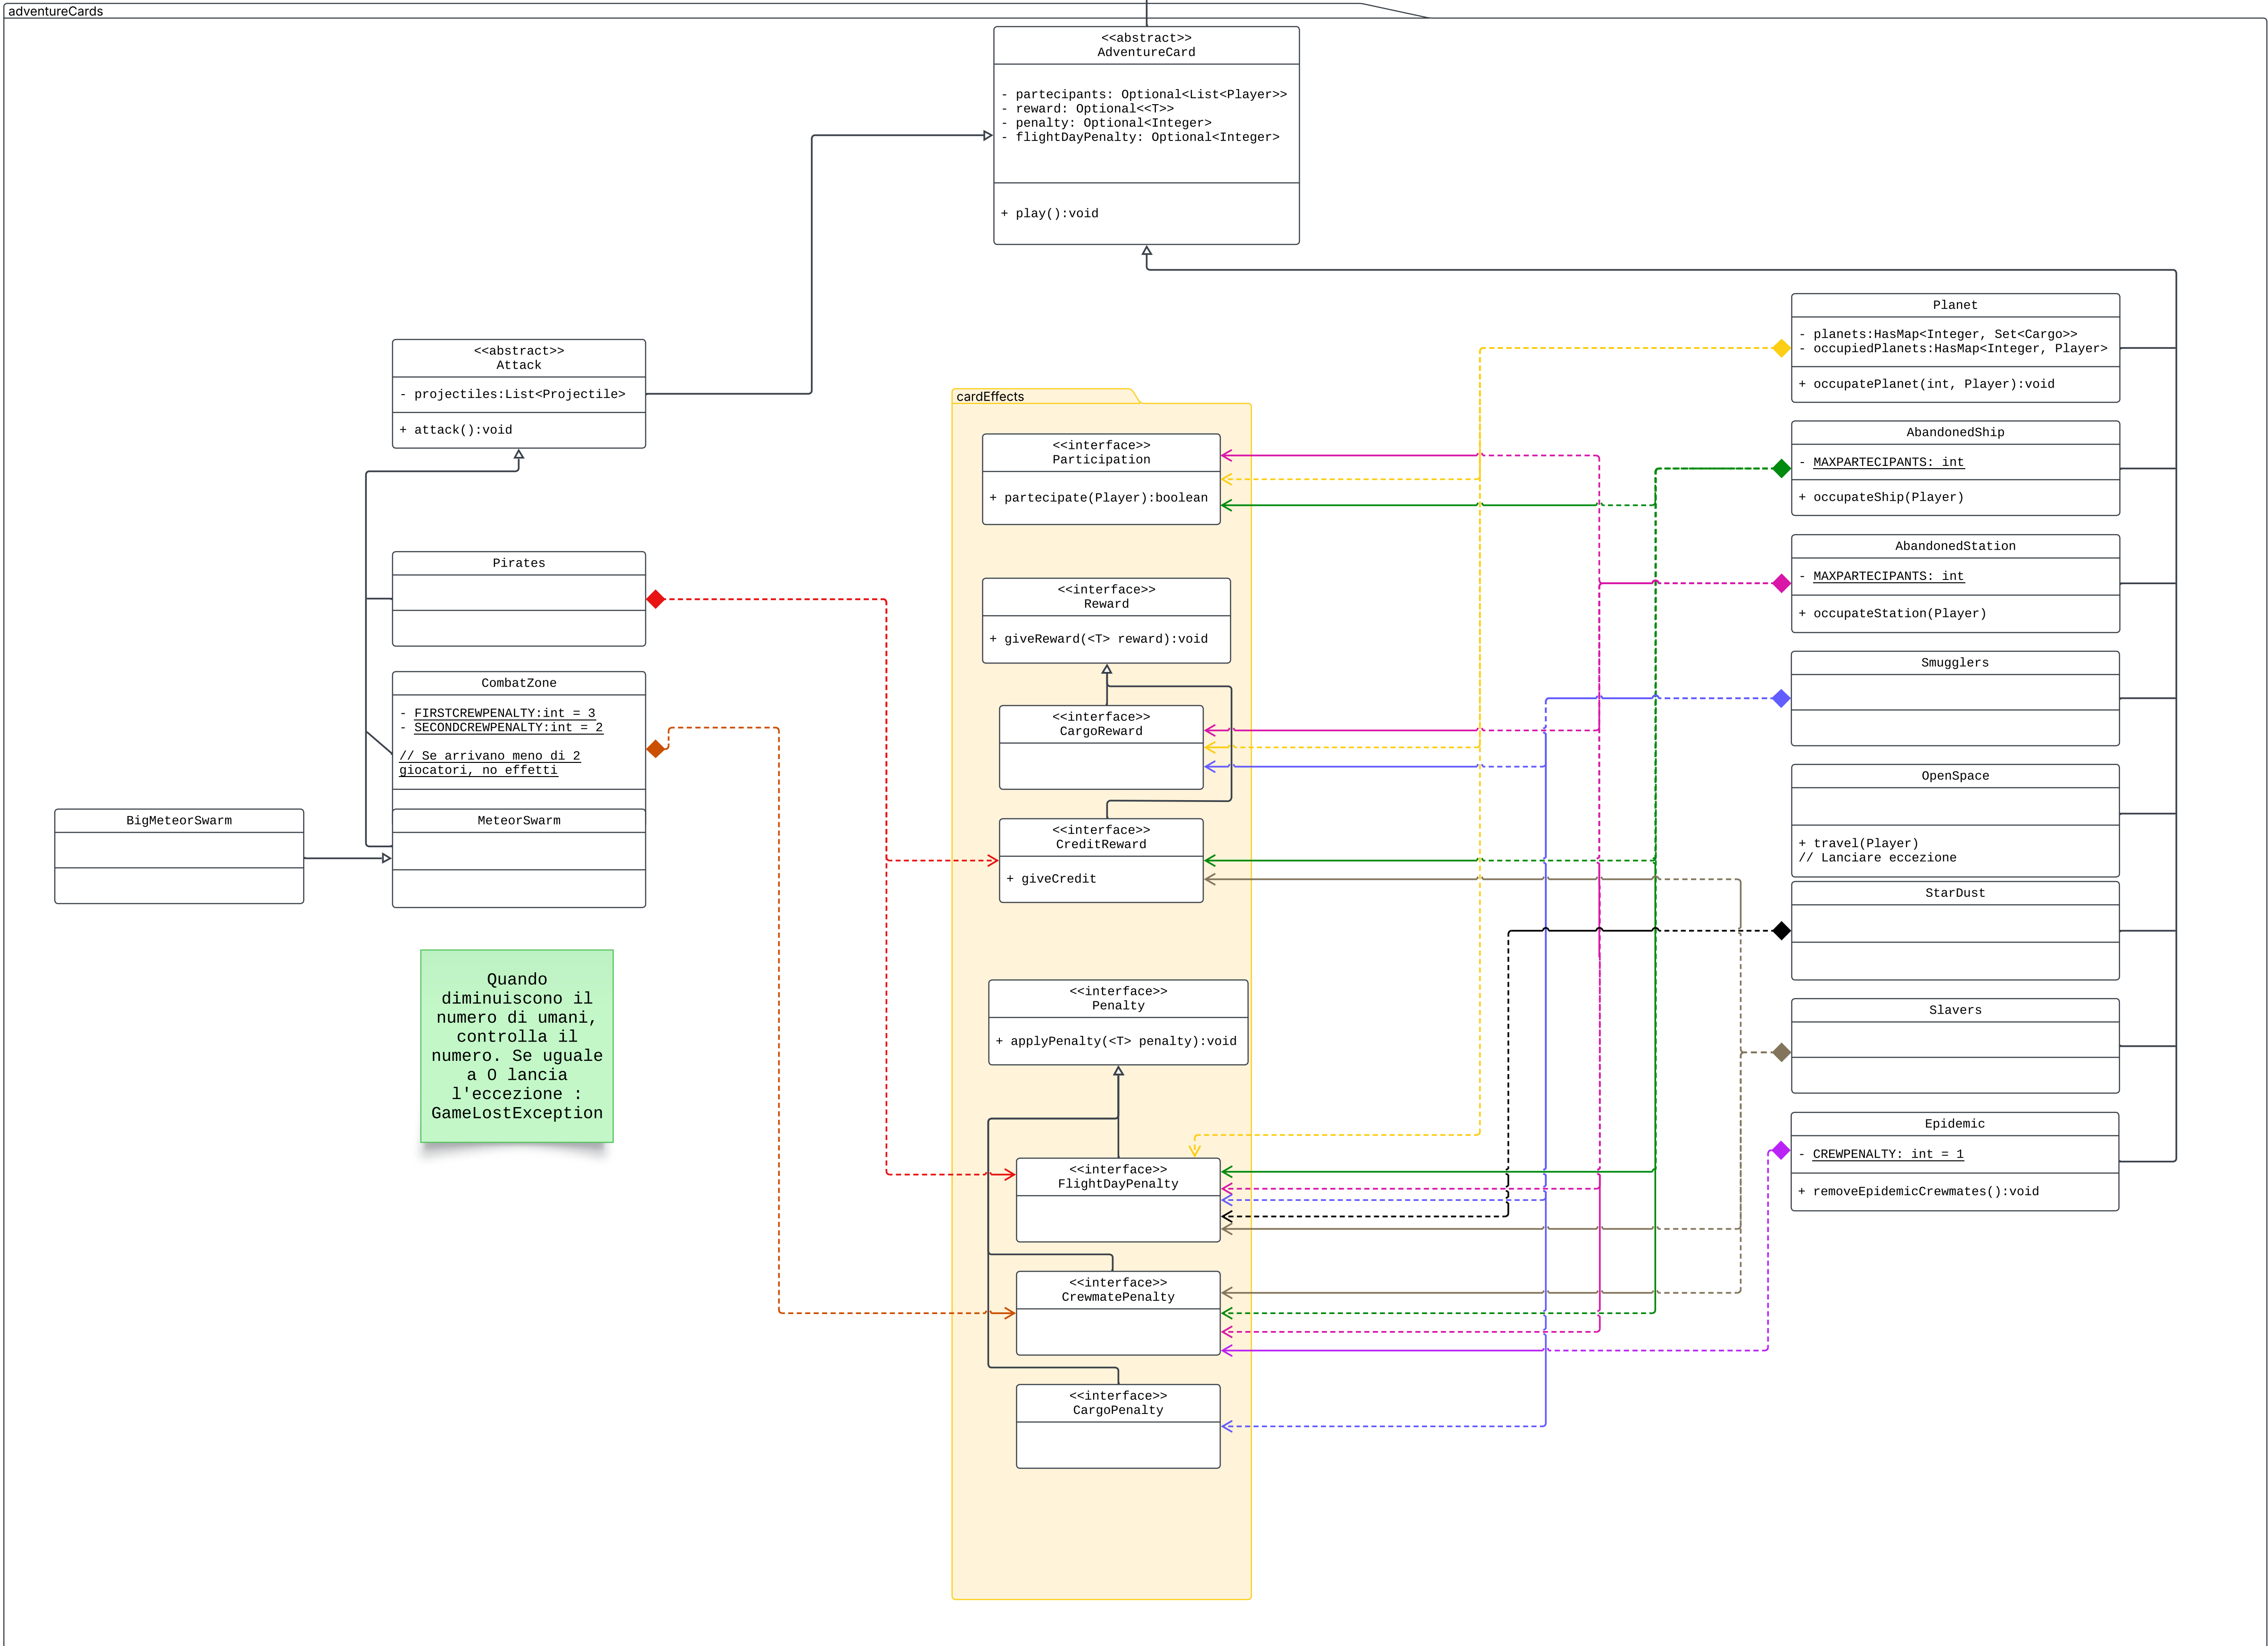 adventureCards
<<abstract>>
AdventureCard
- partecipants: Optional<List<Player>>
- reward: Optional<<T>>
- penalty: Optional<Integer>
- flightDayPenalty: Optional<Integer>
+ play():void
<<abstract>>
Attack
- projectiles:List<Projectile>
+ attack():void
Pirates
CombatZone
- FIRSTCREWPENALTY:int = 3
- SECONDCREWPENALTY:int = 2
// Se arrivano meno di 2
giocatori, no effetti
BigMeteorSwarm
MeteorSwarm
Quando
diminuiscono il
numero di umani,
controlla il
numero. Se uguale
a O lancia
l'eccezione :
GameLostException
cardEffects
<<interface>>
Participation
+ partecipate(Player):boolean
<<interface>>
Reward
+ giveReward(<T> reward):void
<<interface>>
CargoReward
<<interface>>
CreditReward
+ giveCredit
<<interface>>
Penalty
+ applyPenalty(<T> penalty):void
<<interface>>
FlightDayPenalty
<<interface>>
CrewmatePenalty
<<interface>>
CargoPenalty
Planet
- planets:HasMap<Integer, Set<Cargo>>
- occupiedPlanets:HasMap<Integer, Player>
+ occupatePlanet(int, Player):void
AbandonedShip
- MAXPARTECIPANTS: int
+ occupateShip(Player)
AbandonedStation
- MAXPARTECIPANTS: int
+ occupateStation(Player)
Smugglers
OpenSpace
+ travel(Player)
// Lanciare eccezione
StarDust
Slavers
Epidemic
- CREWPENALTY: int = 1
+ removeEpidemicCrewmates():void